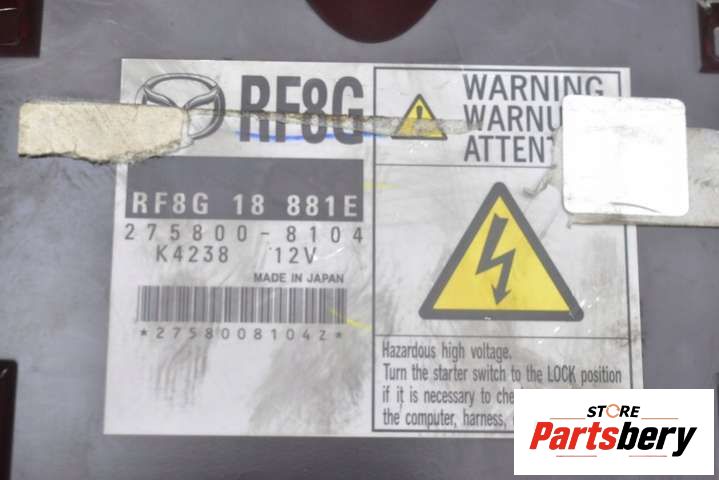 RF8G
RF8G 18 881E
275800-8104
K4238 12V
MADE IN JAPAN
*27580081042*
WARNING
WARNU
ATTENT
Hazardous high voltage.
Turn the starter switch to the LOCK position
if it is necessary to che
the computer, harness,
STORE
Partsbery